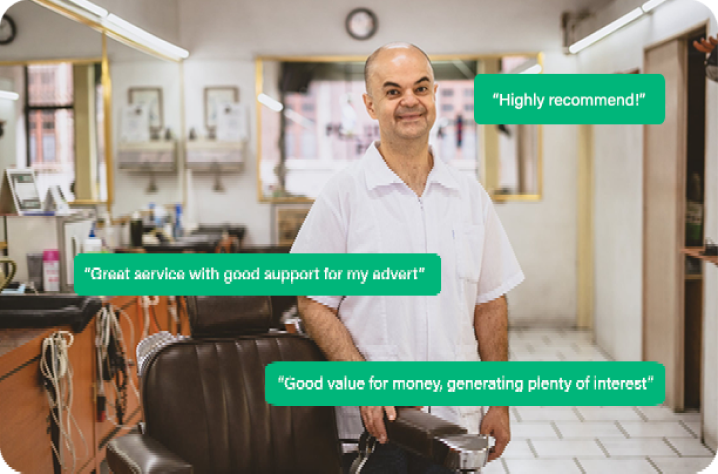 “Highly recommend!”
“Great service with good support for my advert”
“Good value for money, generating plenty of interest”